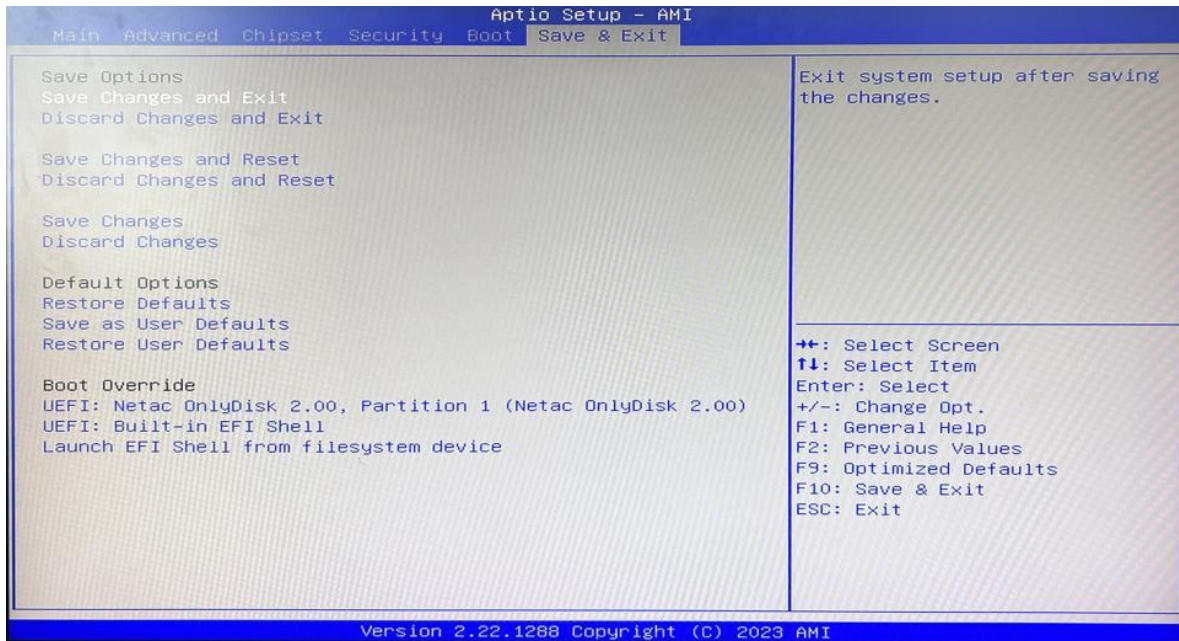 Aptio Setup - AMI
Main Advanced Chipset Security Boot Save & Exit
Save Options
Save Changes and Exit
Discard Changes and Exit
Save Changes and Reset
Discard Changes and Reset
Save Changes
Discard Changes
Default Options
Restore Defaults
Save as User Defaults
Restore User Defaults
Boot Override
UEFI: Netac OnlyDisk 2.00, Partition 1 (Netac OnlyDisk 2.00)
UEFI: Built-in EFI Shell
Launch EFI Shell from filesystem device
Exit system setup after saving
the changes.
→←: Select Screen
↑↓: Select Item
Enter: Select
+/-: Change Opt.
F1: General Help
F2: Previous Values
F9: Optimized Defaults
F10: Save & Exit
ESC: Exit
Version 2.22.1288 Copyright (C) 2023 AMI